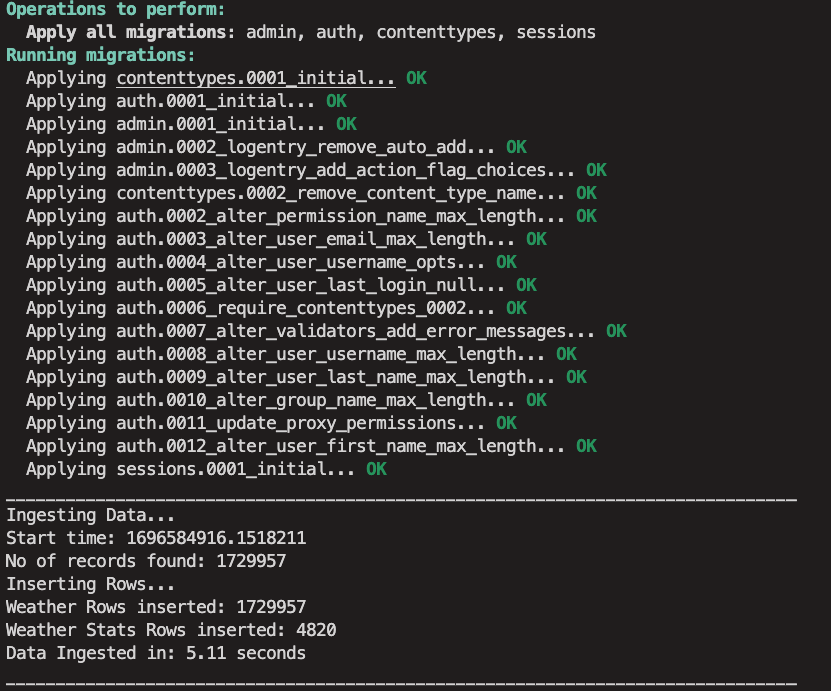 Operations to perform:
  Apply all migrations: admin, auth, contenttypes, sessions
Running migrations:
  Applying contenttypes.0001_initial... OK
  Applying auth.0001_initial... OK
  Applying admin.0001_initial... OK
  Applying admin.0002_logentry_remove_auto_add... OK
  Applying admin.0003_logentry_add_action_flag_choices... OK
  Applying contenttypes.0002_remove_content_type_name... OK
  Applying auth.0002_alter_permission_name_max_length... OK
  Applying auth.0003_alter_user_email_max_length... OK
  Applying auth.0004_alter_user_username_opts... OK
  Applying auth.0005_alter_user_last_login_null... OK
  Applying auth.0006_require_contenttypes_0002... OK
  Applying auth.0007_alter_validators_add_error_messages... OK
  Applying auth.0008_alter_user_username_max_length... OK
  Applying auth.0009_alter_user_last_name_max_length... OK
  Applying auth.0010_alter_group_name_max_length... OK
  Applying auth.0011_update_proxy_permissions... OK
  Applying auth.0012_alter_user_first_name_max_length... OK
  Applying sessions.0001_initial... OK
_______________________________________________________________________________
Ingesting Data...
Start time: 1696584916.1518211
No of records found: 1729957
Inserting Rows...
Weather Rows inserted: 1729957
Weather Stats Rows inserted: 4820
Data Ingested in: 5.11 seconds
_______________________________________________________________________________